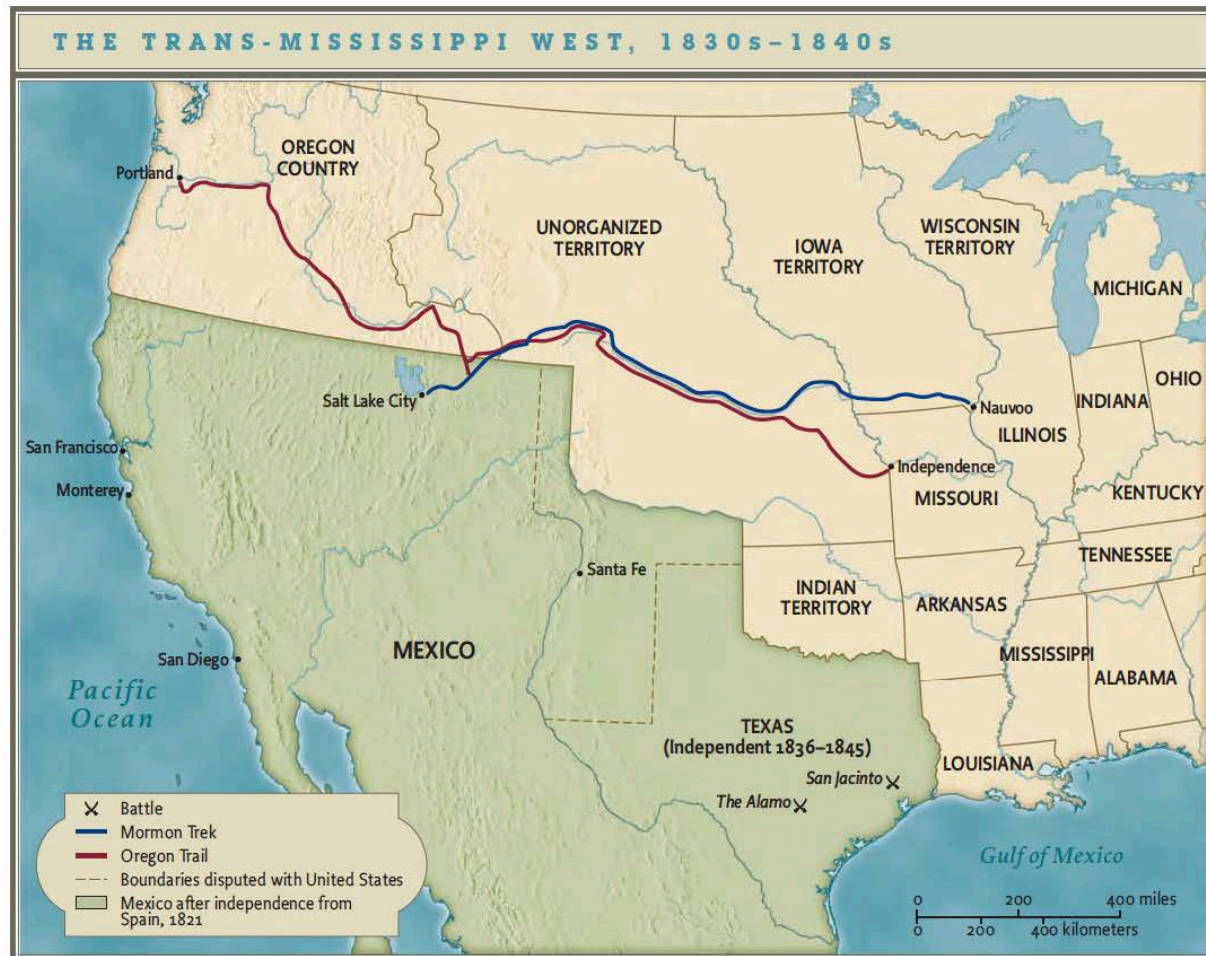 THE TRANS-MISSISSIPPI WEST, 1830s–1840s
OREGON
COUNTRY
Portland
UNORGANIZED
TERRITORY
IOWA
TERRITORY
WISCONSIN
TERRITORY
MICHIGAN
OHIO
INDIANA
Nauvoo
ILLINOIS
Salt Lake City
San Francisco
Monterey
Independence
MISSOURI
KENTUCKY
TENNESSEE
Santa Fe
INDIAN
TERRITORY
ARKANSAS
MEXICO
San Diego
MISSISSIPPI
ALABAMA
Pacific
Ocean
TEXAS
(Independent 1836–1845)
LOUISIANA
San Jacinto
The Alamo
Battle
Mormon Trek
Oregon Trail
Boundaries disputed with United States
Mexico after independence from
Spain, 1821
Gulf of Mexico
0 200 400 miles
0 200 400 kilometers